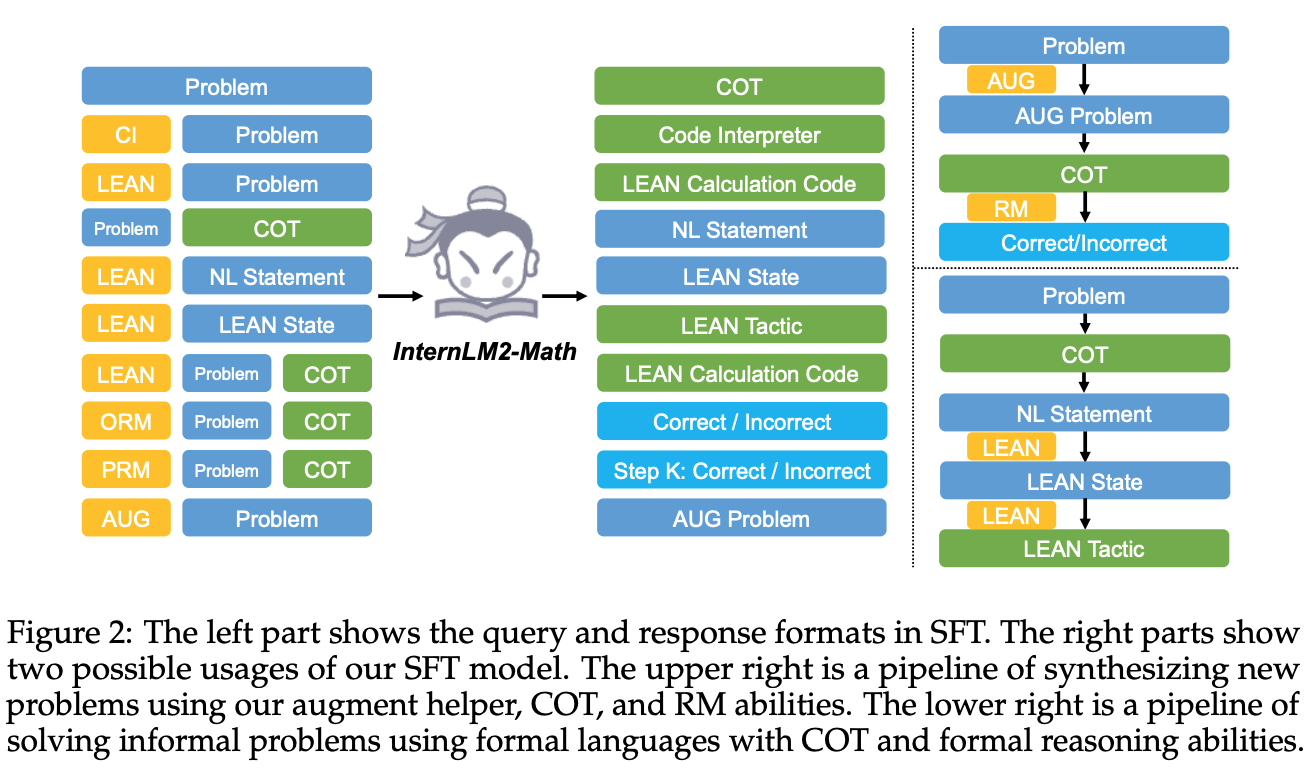 Problem
CI Problem
LEAN Problem
Problem COT
LEAN NL Statement
LEAN LEAN State
LEAN Problem COT
ORM Problem COT
PRM Problem COT
AUG Problem
InternLM2-Math
COT
Code Interpreter
LEAN Calculation Code
NL Statement
LEAN State
LEAN Tactic
LEAN Calculation Code
Correct / Incorrect
Step K: Correct / Incorrect
AUG Problem
Problem
AUG
AUG Problem
COT
RM
Correct/Incorrect
Problem
COT
NL Statement
LEAN
LEAN State
LEAN
LEAN Tactic
Figure 2: The left part shows the query and response formats in SFT. The right parts show
two possible usages of our SFT model. The upper right is a pipeline of synthesizing new
problems using our augment helper, COT, and RM abilities. The lower right is a pipeline of
solving informal problems using formal languages with COT and formal reasoning abilities.